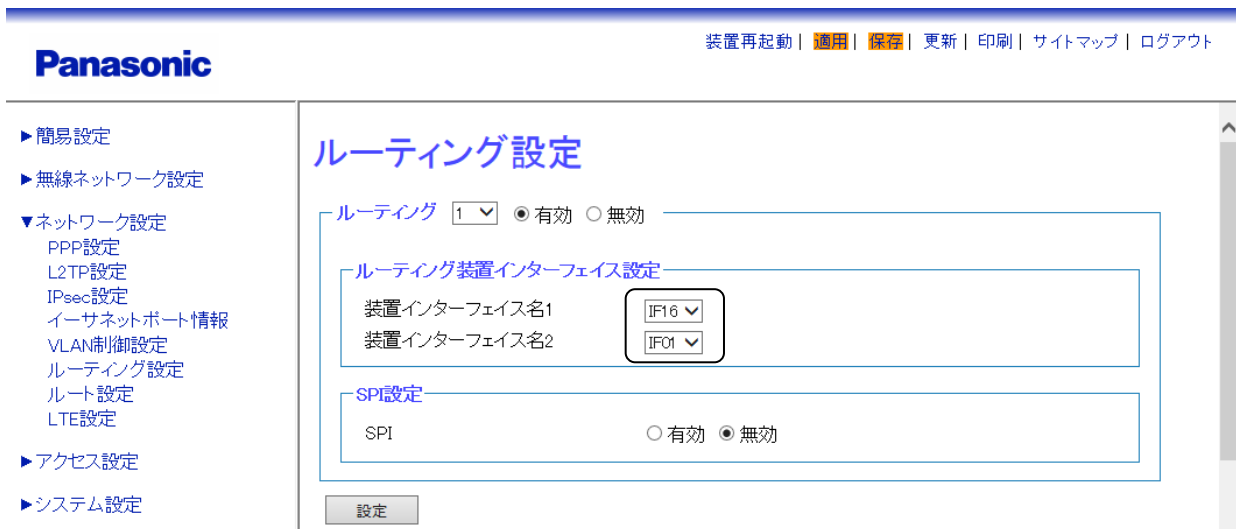 装置再起動| 適用| 保存| 更新| 印刷| サイトマップ| ログアウト
Panasonic
▶簡易設定
▶無線ネットワーク設定
▼ネットワーク設定
PPP設定
L2TP設定
IPsec設定
イーサネットポート情報
VLAN制御設定
ルーティング設定
ルート設定
LTE設定
▶アクセス設定
▶システム設定
ルーティング設定
ルーティング 1 有効 無効
ルーティング装置インターフェイス設定
装置インターフェイス名1 IF16
装置インターフェイス名2 IF01
SPI設定
SPI 有効 無効
設定